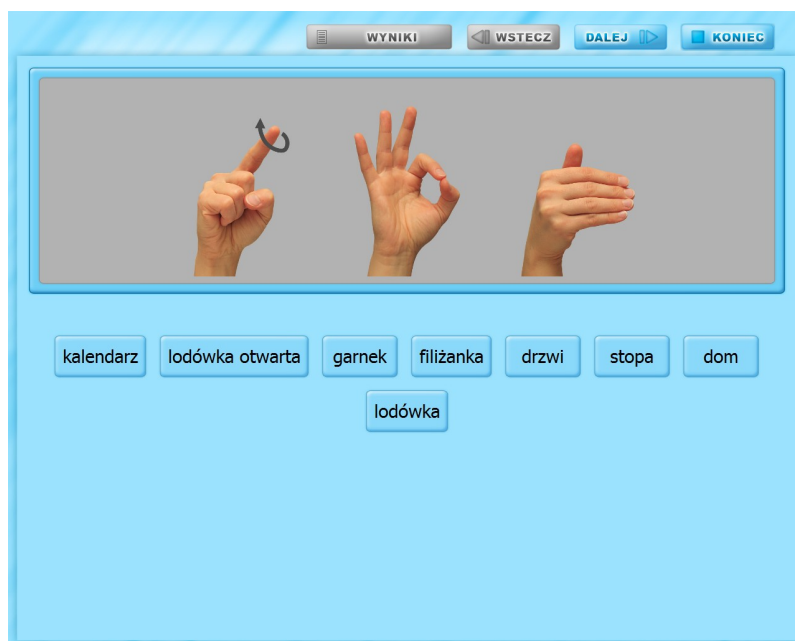 WYNIKI WSTECZ DALEJ KONIEC
kalendarz lodówka otwarta garnek filiżanka drzwi stopa dom
lodówka